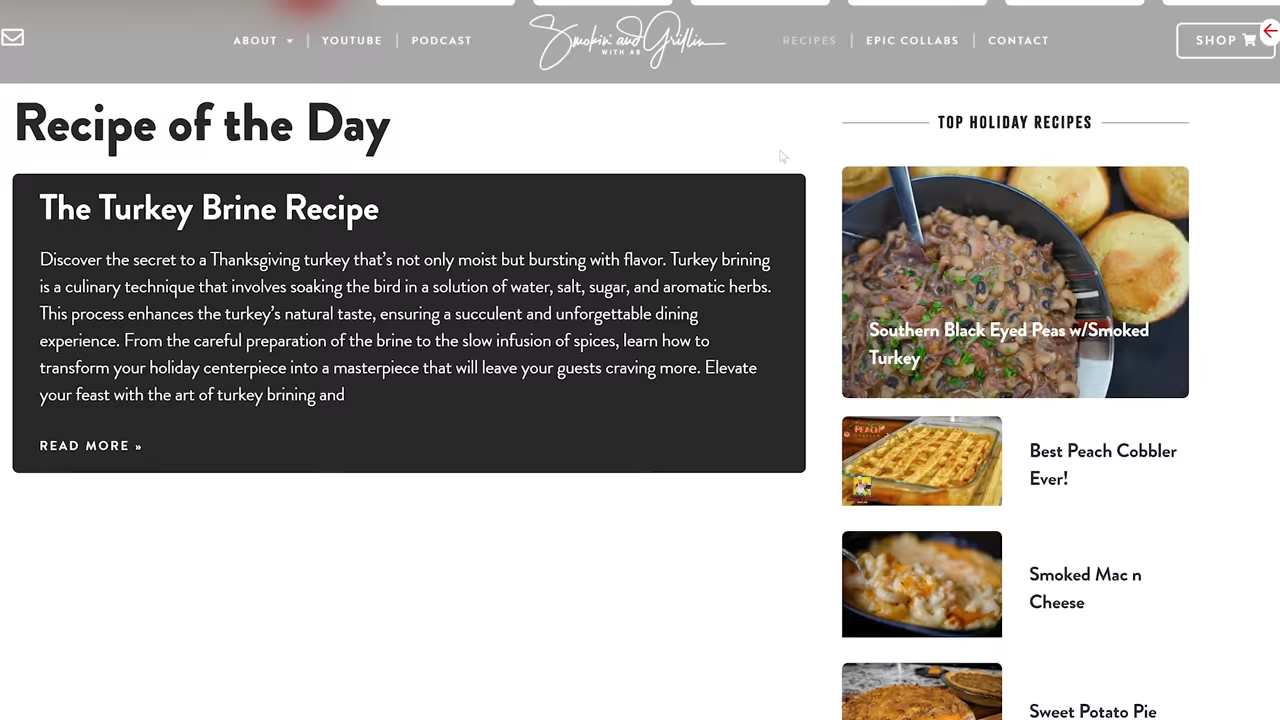 ABOUT
YOUTUBE
PODCAST
Smokin' and Grillin
WITH AB
RECIPES
EPIC COLLABS
CONTACT
SHOP
Recipe of the Day
The Turkey Brine Recipe
Discover the secret to a Thanksgiving turkey that’s not only moist but bursting with flavor. Turkey brining
is a culinary technique that involves soaking the bird in a solution of water, salt, sugar, and aromatic herbs.
This process enhances the turkey’s natural taste, ensuring a succulent and unforgettable dining
experience. From the careful preparation of the brine to the slow infusion of spices, learn how to
transform your holiday centerpiece into a masterpiece that will leave your guests craving more. Elevate
your feast with the art of turkey brining and
READ MORE »
TOP HOLIDAY RECIPES
Southern Black Eyed Peas w/Smoked
Turkey
PEACH
Best Peach Cobbler
Ever!
Smoked Mac n
Cheese
Sweet Potato Pie